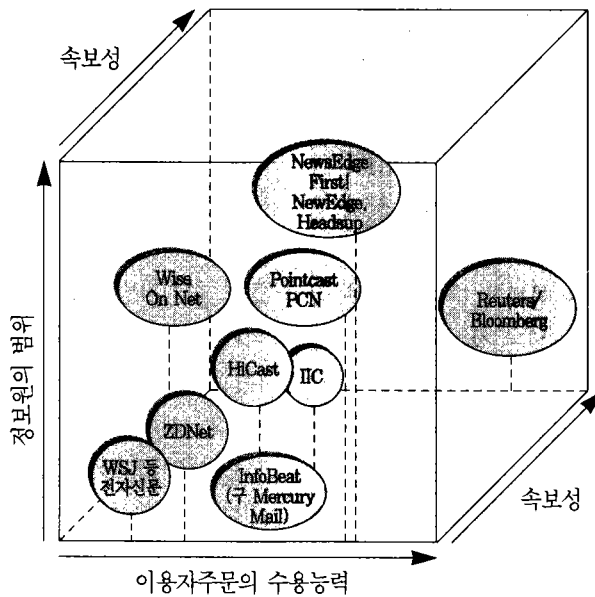 속보성
NewsEdge
First!
NewEdge,
Headsup
Wise
On Net
Pointcast
PCN
Reuters/
Bloomberg
정보원의 범위
HiCast
IIC
ZDNet
WSJ 등
전자신문
InfoBeat
(구 Mercury
Mail)
속보성
이용자주문의 수용능력